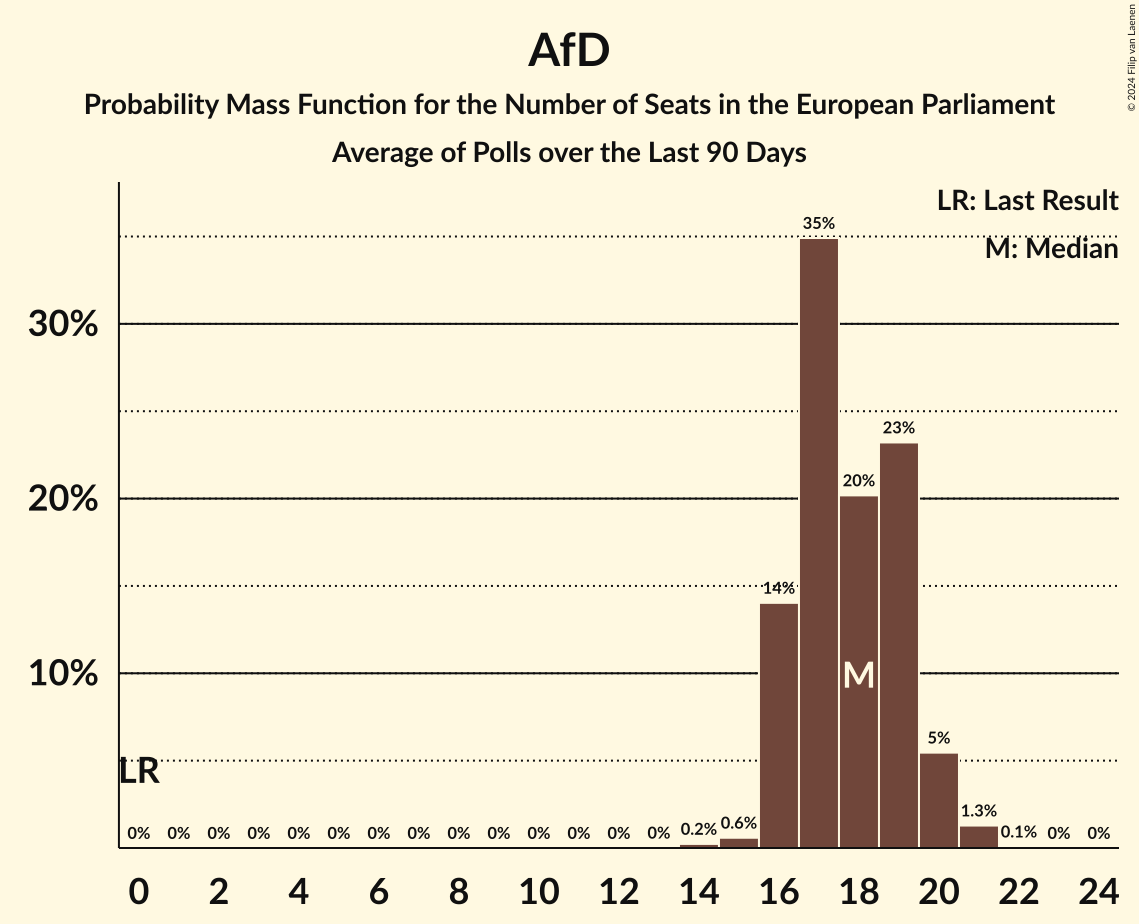 AfD
Probability Mass Function for the Number of Seats in the European Parliament
Average of Polls over the Last 90 Days
© 2024 Filip van Laenen
LR: Last Result
M: Median
35%
30%
23%
20%
20%
14%
10%
M
5%
LR
0% 0% 0% 0% 0% 0% 0% 0% 0% 0% 0% 0% 0% 0% 0.2% 0.6% 1.3% 0.1% 0% 0%
0 2 4 6 8 10 12 14 16 18 20 22 24